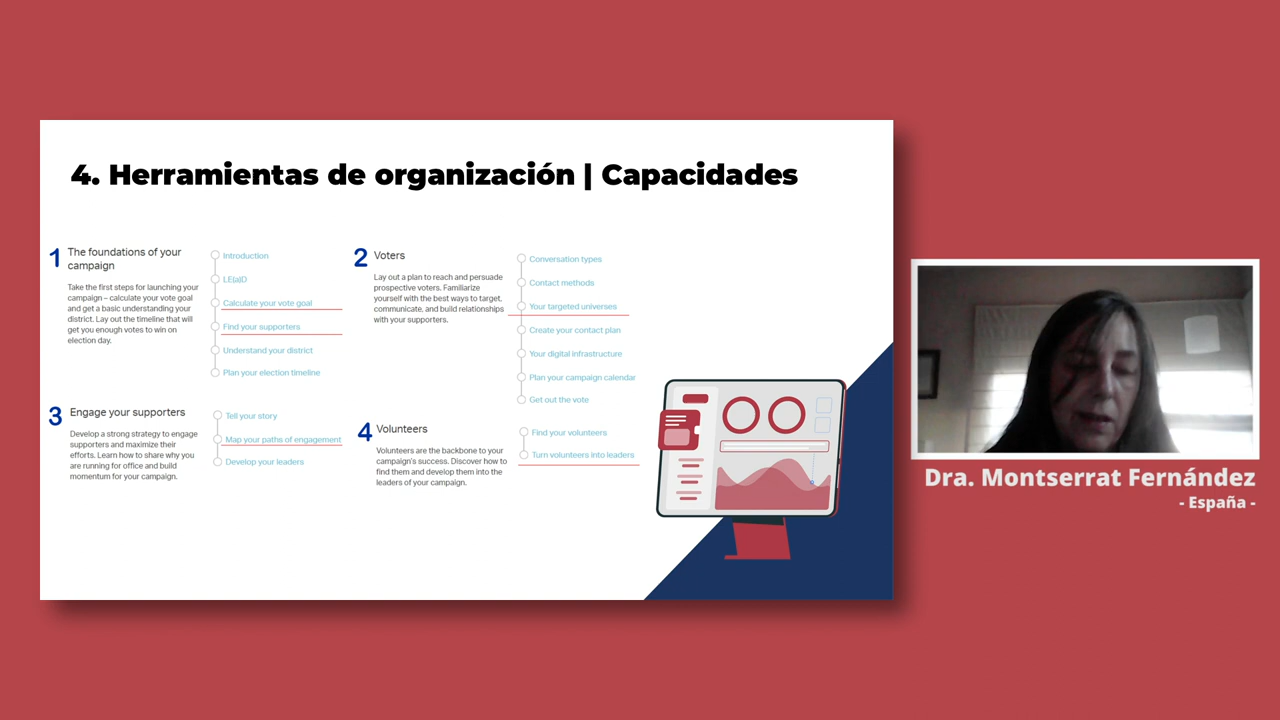 4. Herramientas de organización | Capacidades
1
The foundations of your
campaign
Take the first steps for launching your
campaign – calculate your vote goal
and get a basic understanding your
district. Lay out the timeline that will
get you enough votes to win on
election day.
Introduction
LE(a)D
Calculate your vote goal
Find your supporters
Understand your district
Plan your election timeline
2
Voters
Lay out a plan to reach and persuade
prospective voters. Familiarize
yourself with the best ways to target,
communicate, and build relationships
with your supporters.
Conversation types
Contact methods
Your targeted universes
Create your contact plan
Your digital infrastructure
Plan your campaign calendar
Get out the vote
3
Engage your supporters
Develop a strong strategy to engage
supporters and maximize their
efforts. Learn how to share why you
are running for office and build
momentum for your campaign.
Tell your story
Map your paths of engagement
Develop your leaders
4
Volunteers
Volunteers are the backbone to your
campaign's success. Discover how to
find them and develop them into the
leaders of your campaign.
Find your volunteers
Turn volunteers into leaders
Dra. Montserrat Fernández
- España -